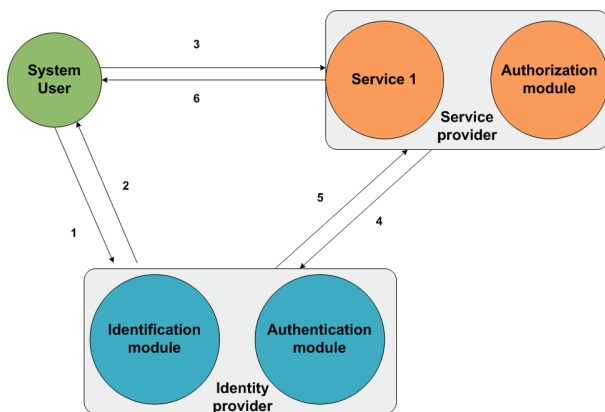 3
System
User
Service 1
Authorization
module
6
Service
provider
2
5
1
4
Identification
module
Authentication
module
Identity
provider